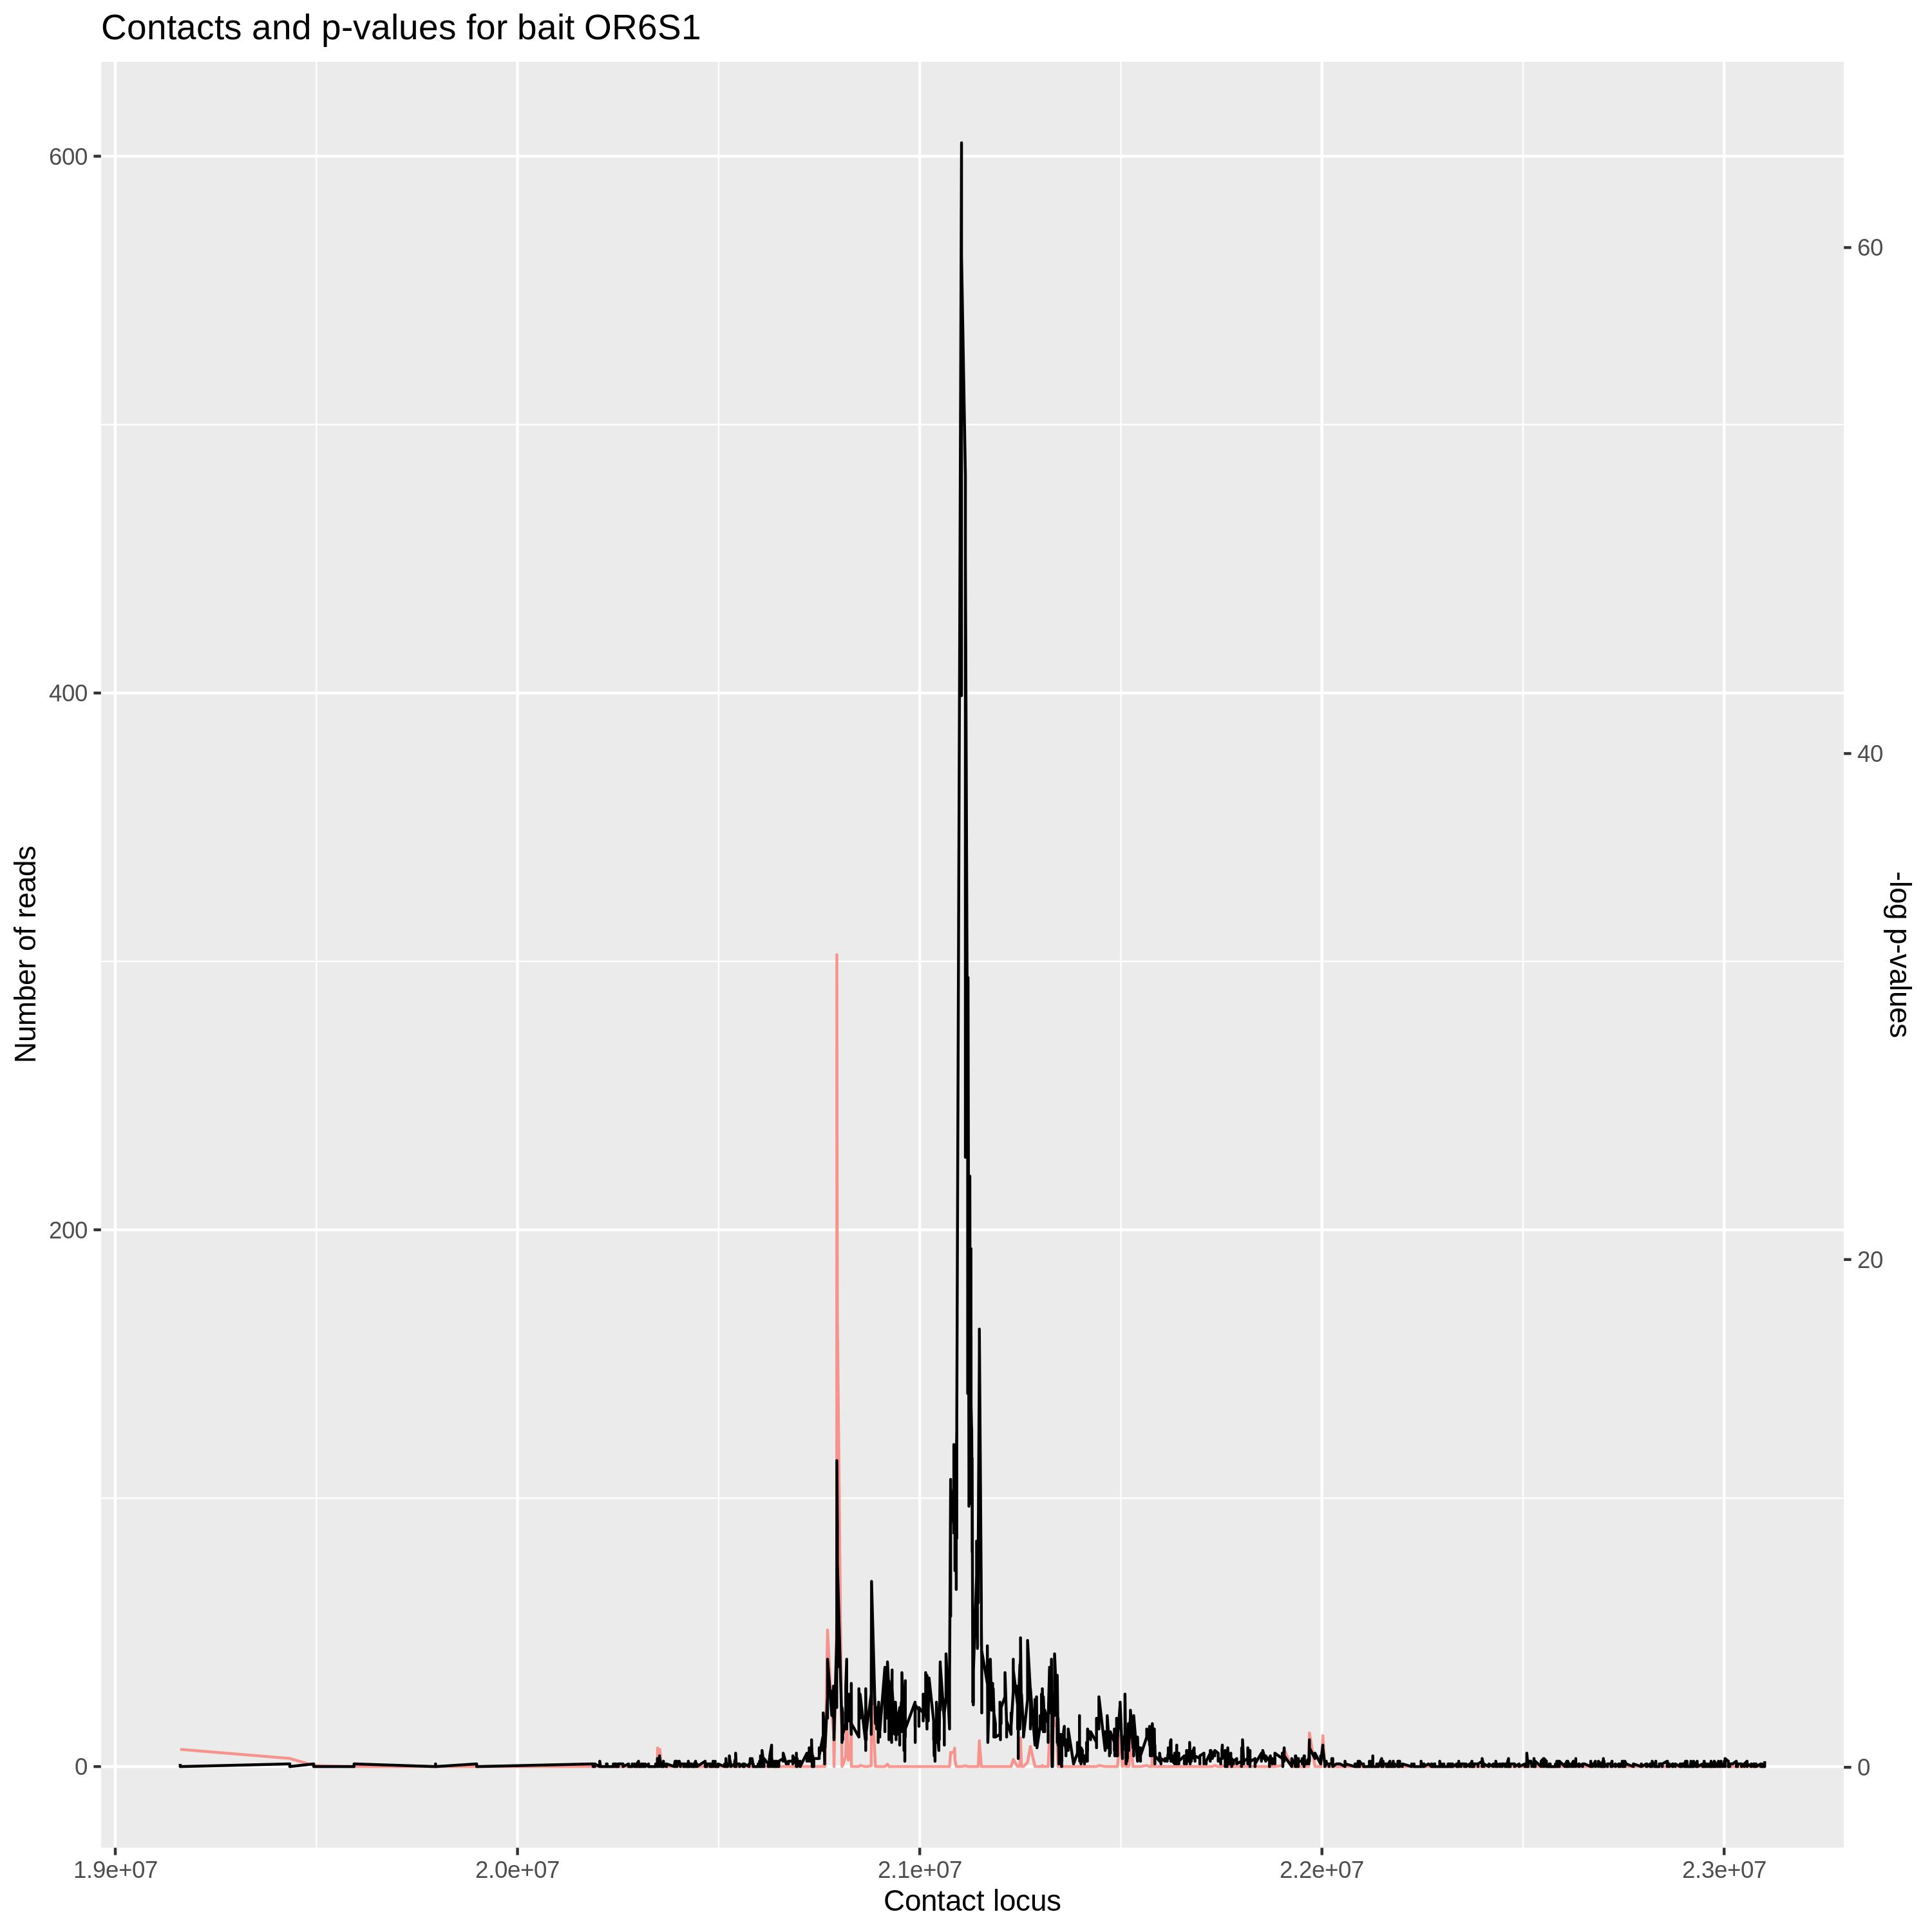 Contacts and p-values for bait OR6S1
600
400
200
0
Number of reads
60
40
20
0
-log p-values
1.9e+07
2.0e+07
2.1e+07
2.2e+07
2.3e+07
Contact locus